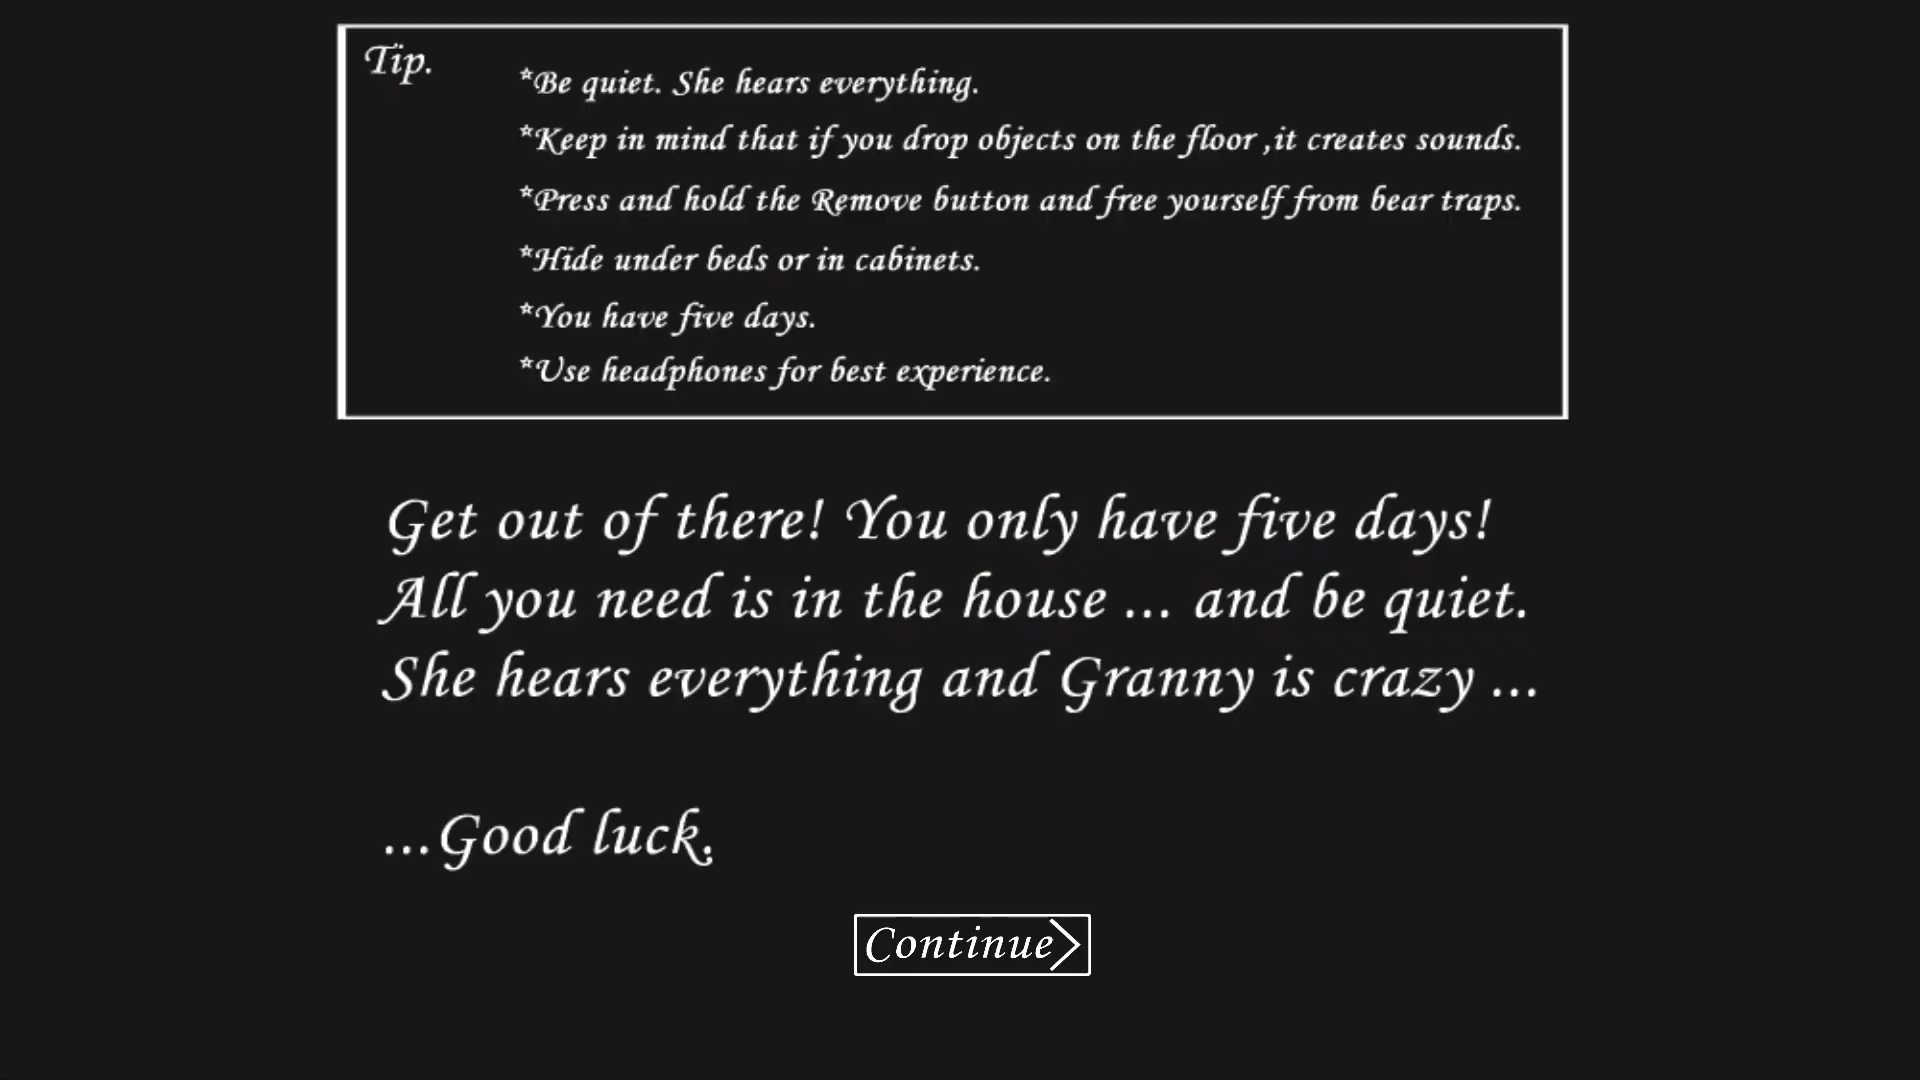 Tip.
*Be quiet. She hears everything.
*Keep in mind that if you drop objects on the floor ,it creates sounds.
*Press and hold the Remove button and free yourself from bear traps.
*Hide under beds or in cabinets.
*You have five days.
*Use headphones for best experience.
Get out of there! You only have five days!
All you need is in the house ... and be quiet.
She hears everything and Granny is crazy ...
...Good luck.
Continue>